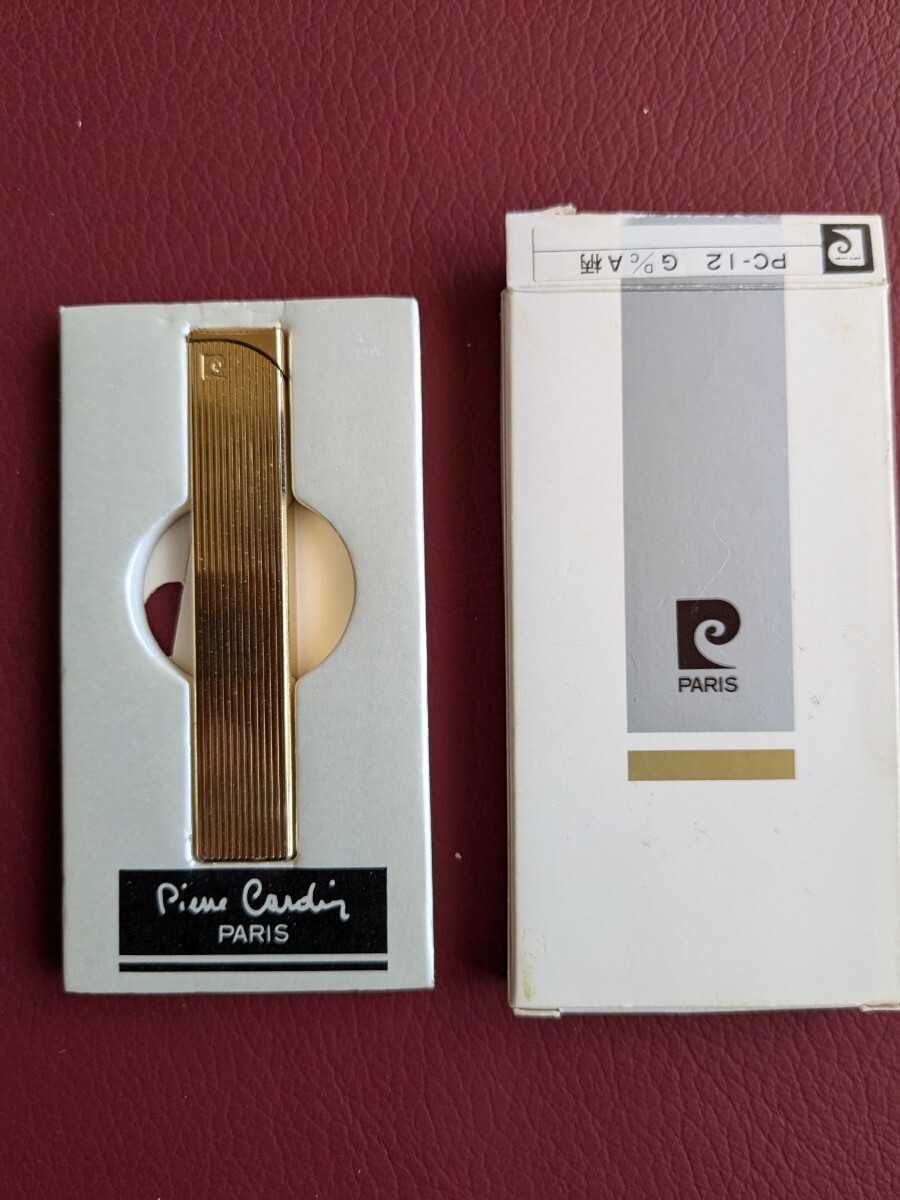 Pierre Cardin
PARIS
PC-12 G D/C A柄
PARIS